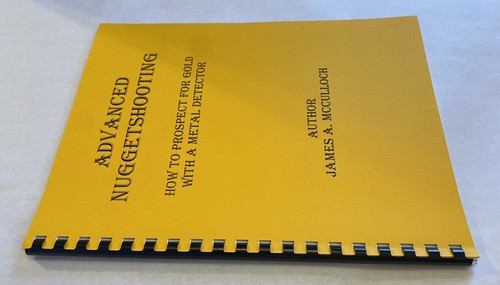 ADVANCED
NUGGETSHOOTING
HOW TO PROSPECT FOR GOLD
WITH A METAL DETECTOR
AUTHOR
JAMES A. MCCULLOCH